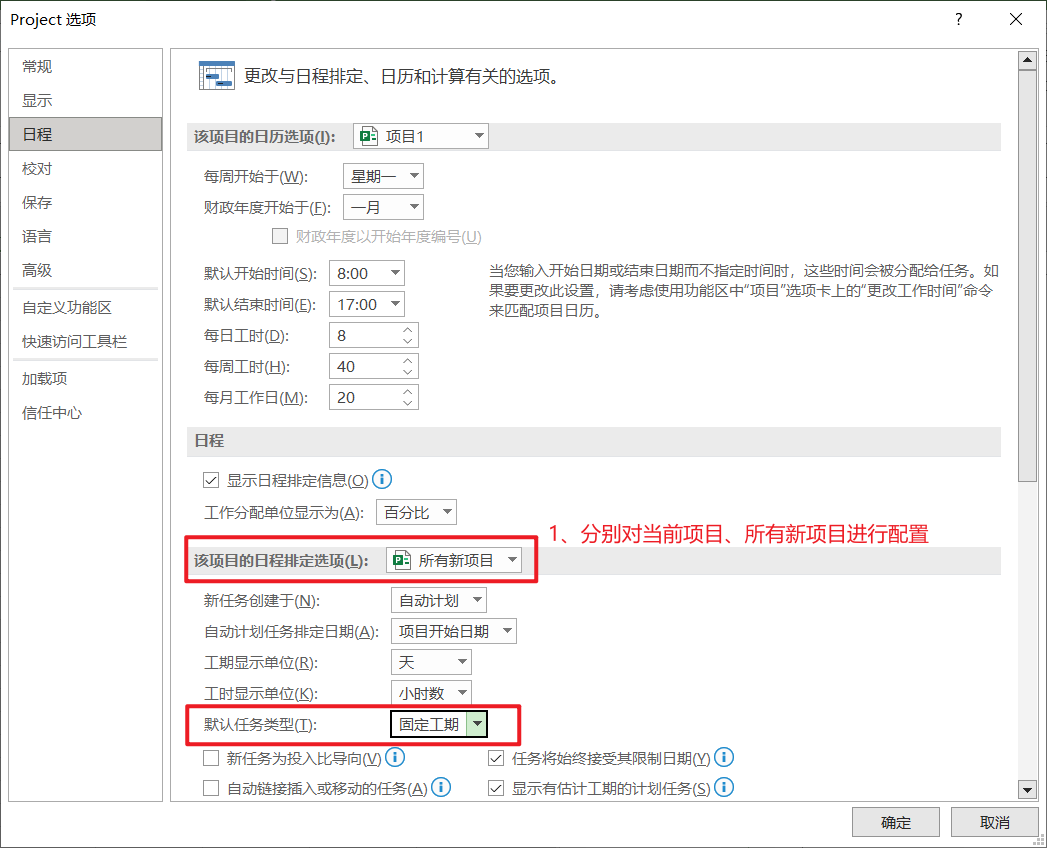 Project 选项
?
常规
显示
日程
校对
保存
语言
高级
自定义功能区
快速访问工具栏
加载项
信任中心
更改与日程排定、日历和计算有关的选项。
该项目的日历选项(I): 项目1
每周开始于(W): 星期一
财政年度开始于(F): 一月
财政年度以开始年度编号(U)
默认开始时间(S): 8:00
默认结束时间(E): 17:00
每日工时(D): 8
每周工时(H): 40
每月工作日(M): 20
当您输入开始日期或结束日期而不指定时间时，这些时间会被分配给任务。如
果要更改此设置，请考虑使用功能区中“项目”选项卡上的“更改工作时间”命令
来匹配项目日历。
日程
显示日程排定信息(O)
工作分配单位显示为(A): 百分比
1、分别对当前项目、所有新项目进行配置
该项目的日程排定选项(L): 所有新项目
新任务创建于(N): 自动计划
自动计划任务排定日期(A): 项目开始日期
工期显示单位(R): 天
工时显示单位(K): 小时数
默认任务类型(T): 固定工期
新任务为投入比导向(V) 任务将始终接受其限制日期(Y)
自动链接插入或移动的任务(A) 显示有估计工期的计划任务(S)
确定 取消